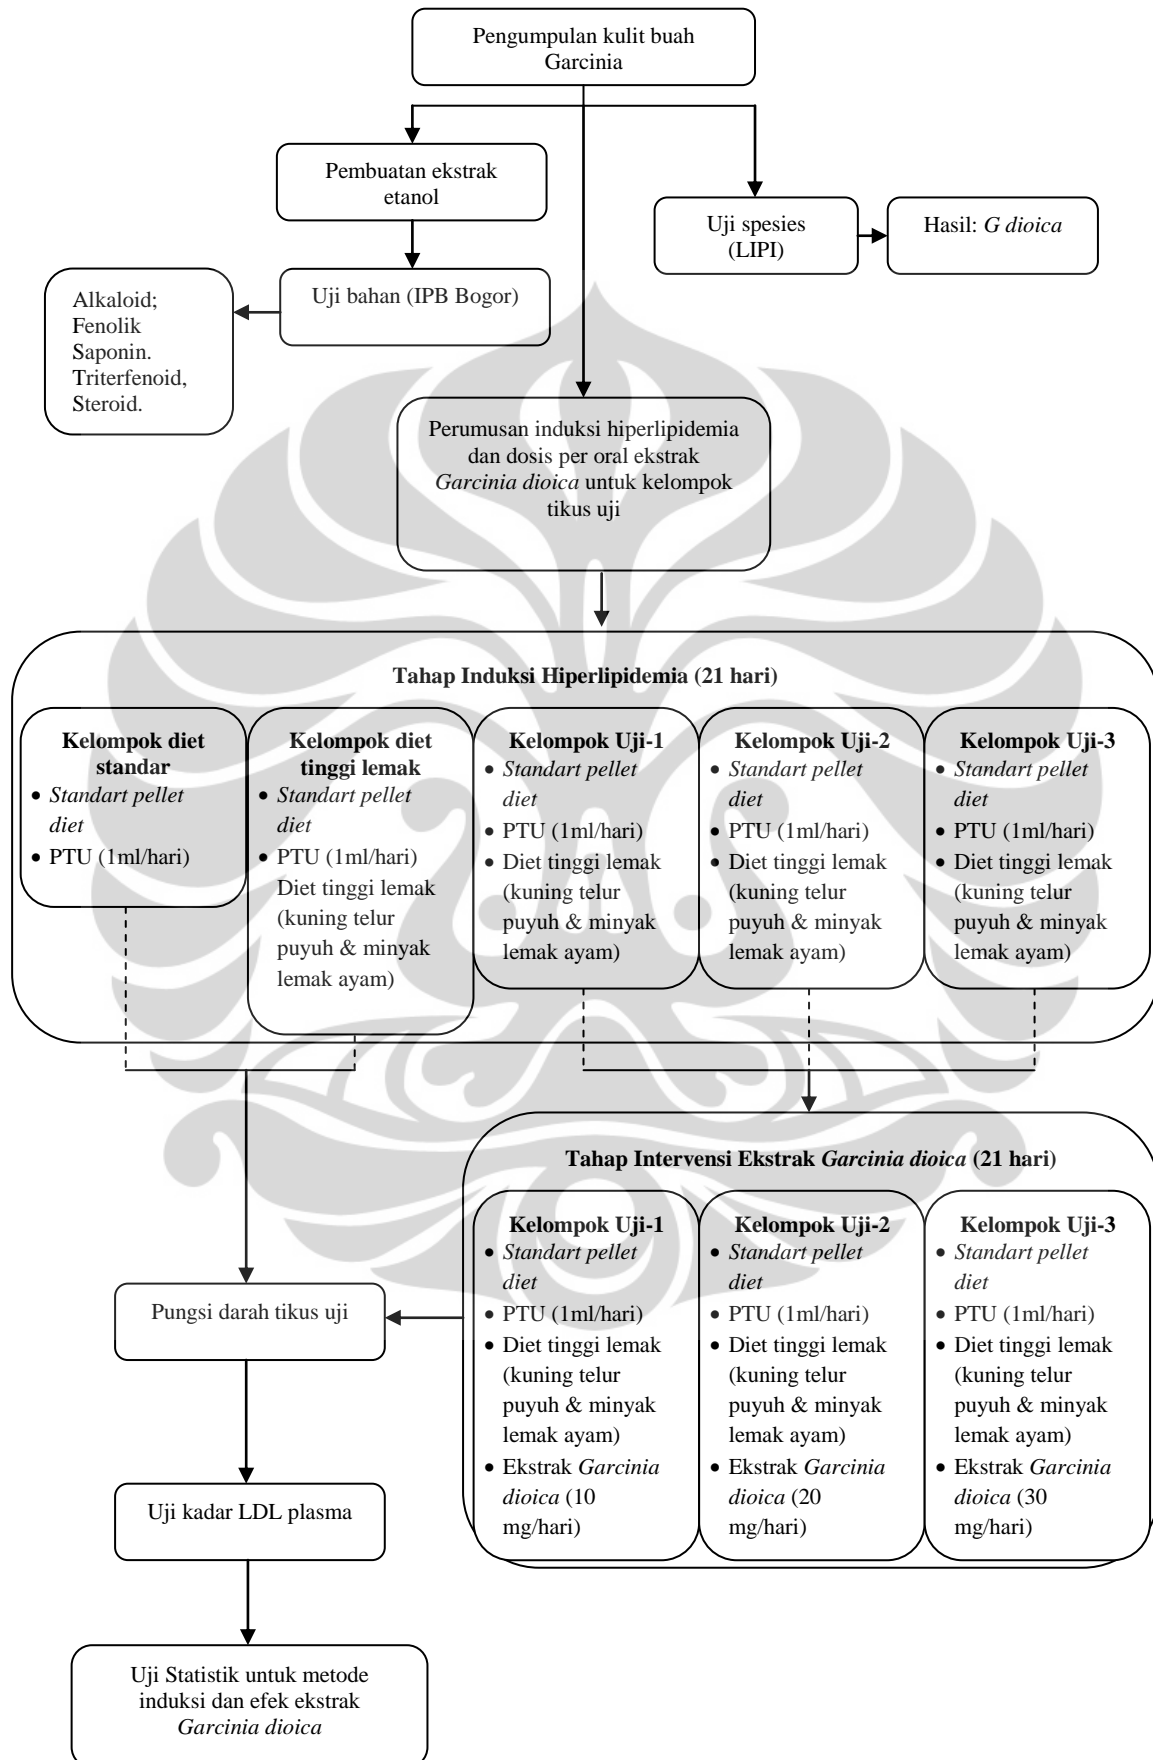 Pengumpulan kulit buah
Garcinia
Pembuatan ekstrak
etanol
Uji spesies
(LIPI)
Hasil: G dioica
Uji bahan (IPB Bogor)
Alkaloid;
Fenolik
Saponin.
Triterfenoid,
Steroid.
Perumusan induksi hiperlipidemia
dan dosis per oral ekstrak
Garcinia dioica untuk kelompok
tikus uji
Tahap Induksi Hiperlipidemia (21 hari)
Kelompok diet
standar
• Standart pellet
diet
• PTU (1ml/hari)
Kelompok diet
tinggi lemak
• Standart pellet
diet
• PTU (1ml/hari)
Diet tinggi lemak
(kuning telur
puyuh & minyak
lemak ayam)
Kelompok Uji-1
• Standart pellet
diet
• PTU (1ml/hari)
• Diet tinggi lemak
(kuning telur
puyuh & minyak
lemak ayam)
Kelompok Uji-2
• Standart pellet
diet
• PTU (1ml/hari)
• Diet tinggi lemak
(kuning telur
puyuh & minyak
lemak ayam)
Kelompok Uji-3
• Standart pellet
diet
• PTU (1ml/hari)
• Diet tinggi lemak
(kuning telur
puyuh & minyak
lemak ayam)
Tahap Intervensi Ekstrak Garcinia dioica (21 hari)
Kelompok Uji-1
• Standart pellet
diet
• PTU (1ml/hari)
• Diet tinggi lemak
(kuning telur
puyuh & minyak
lemak ayam)
• Ekstrak Garcinia
dioica (10
mg/hari)
Kelompok Uji-2
• Standart pellet
diet
• PTU (1ml/hari)
• Diet tinggi lemak
(kuning telur
puyuh & minyak
lemak ayam)
• Ekstrak Garcinia
dioica (20
mg/hari)
Kelompok Uji-3
• Standart pellet
diet
• PTU (1ml/hari)
• Diet tinggi lemak
(kuning telur
puyuh & minyak
lemak ayam)
• Ekstrak Garcinia
dioica (30
mg/hari)
Pungsi darah tikus uji
Uji kadar LDL plasma
Uji Statistik untuk metode
induksi dan efek ekstrak
Garcinia dioica